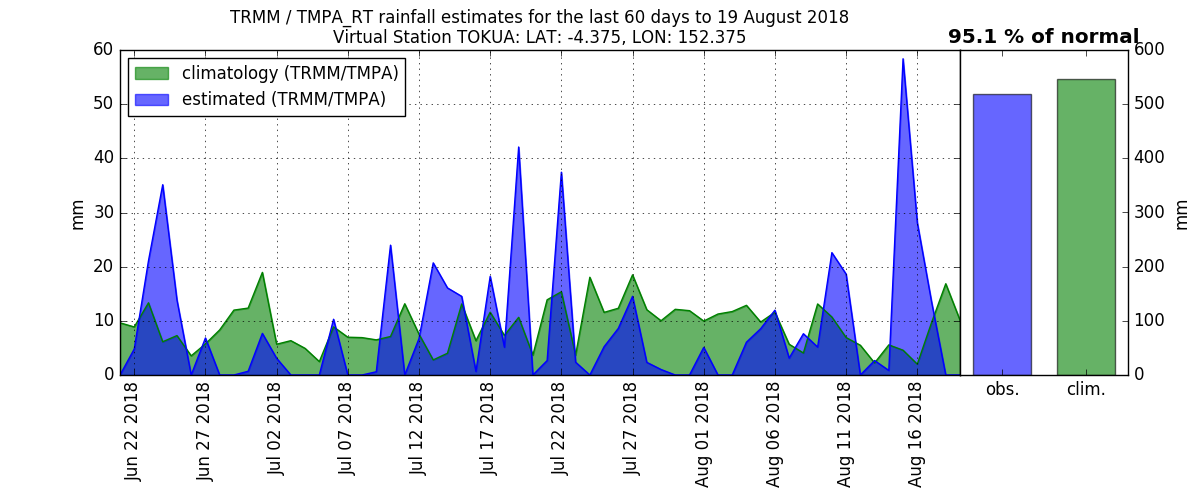 TRMM / TMPA_RT rainfall estimates for the last 60 days to 19 August 2018
Virtual Station TOKUA: LAT: -4.375, LON: 152.375
95.1 % of normal
climatology (TRMM/TMPA)
estimated (TRMM/TMPA)
60
50
40
30
20
10
0
mm
Jun 22 2018
Jun 27 2018
Jul 02 2018
Jul 07 2018
Jul 12 2018
Jul 17 2018
Jul 22 2018
Jul 27 2018
Aug 01 2018
Aug 06 2018
Aug 11 2018
Aug 16 2018
600
500
400
300
200
100
0
mm
obs.
clim.